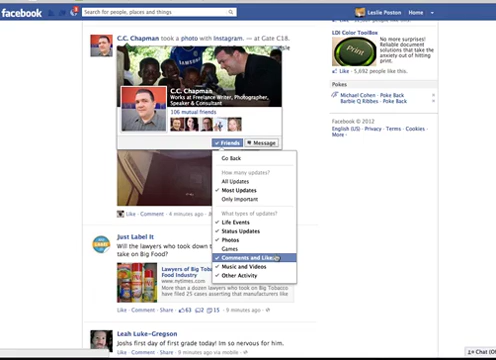 facebook
Search for people, places and things
Leslie Poston Home
C.C. Chapman took a photo with Instagram. — at Gate C18.
C.C. Chapman
Works at Freelance Writer, Photographer,
Speaker & Consultant
106 mutual friends
Friends Message
Go Back
How many updates?
All Updates
Most Updates
Only Important
What types of updates?
Life Events
Status Updates
Photos
Games
Comments and Likes
Music and Videos
Other Activity
Like · Comment · 4 minutes ago
Just Label It
Will the lawyers who took down
take on Big Food?
Lawyers of Big Tobacco
Food Industry
www.nytimes.com
More than a dozen lawyers who took on Big Tobacco
have filed 25 cases asserting that manufacturers like
Like · Comment · Share · 63 2 15 · 9 minutes ago
Leah Luke-Gregson
Joshs first day of first grade today! Im so nervous for him.
Like · Comment · Share · 9 minutes ago via mobile
LDI Color ToolBox
Print
No more surprises!
Reliable document
solutions that take the
anxiety out of hitting
print.
Like · 5,692 people like this.
Pokes
Michael Cohen · Poke Back
Barbie Q Ribbes · Poke Back
Facebook © 2012
English (US) · Privacy · Terms · Cookies ·
More
Chat